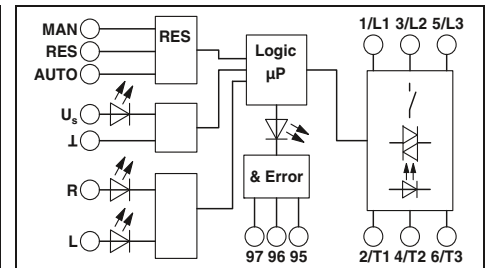 MAN
RES
AUTO
RES
Us
⊥
R
L
Logic
μP
& Error
97 96 95
1/L1 3/L2 5/L3
2/T1 4/T2 6/T3